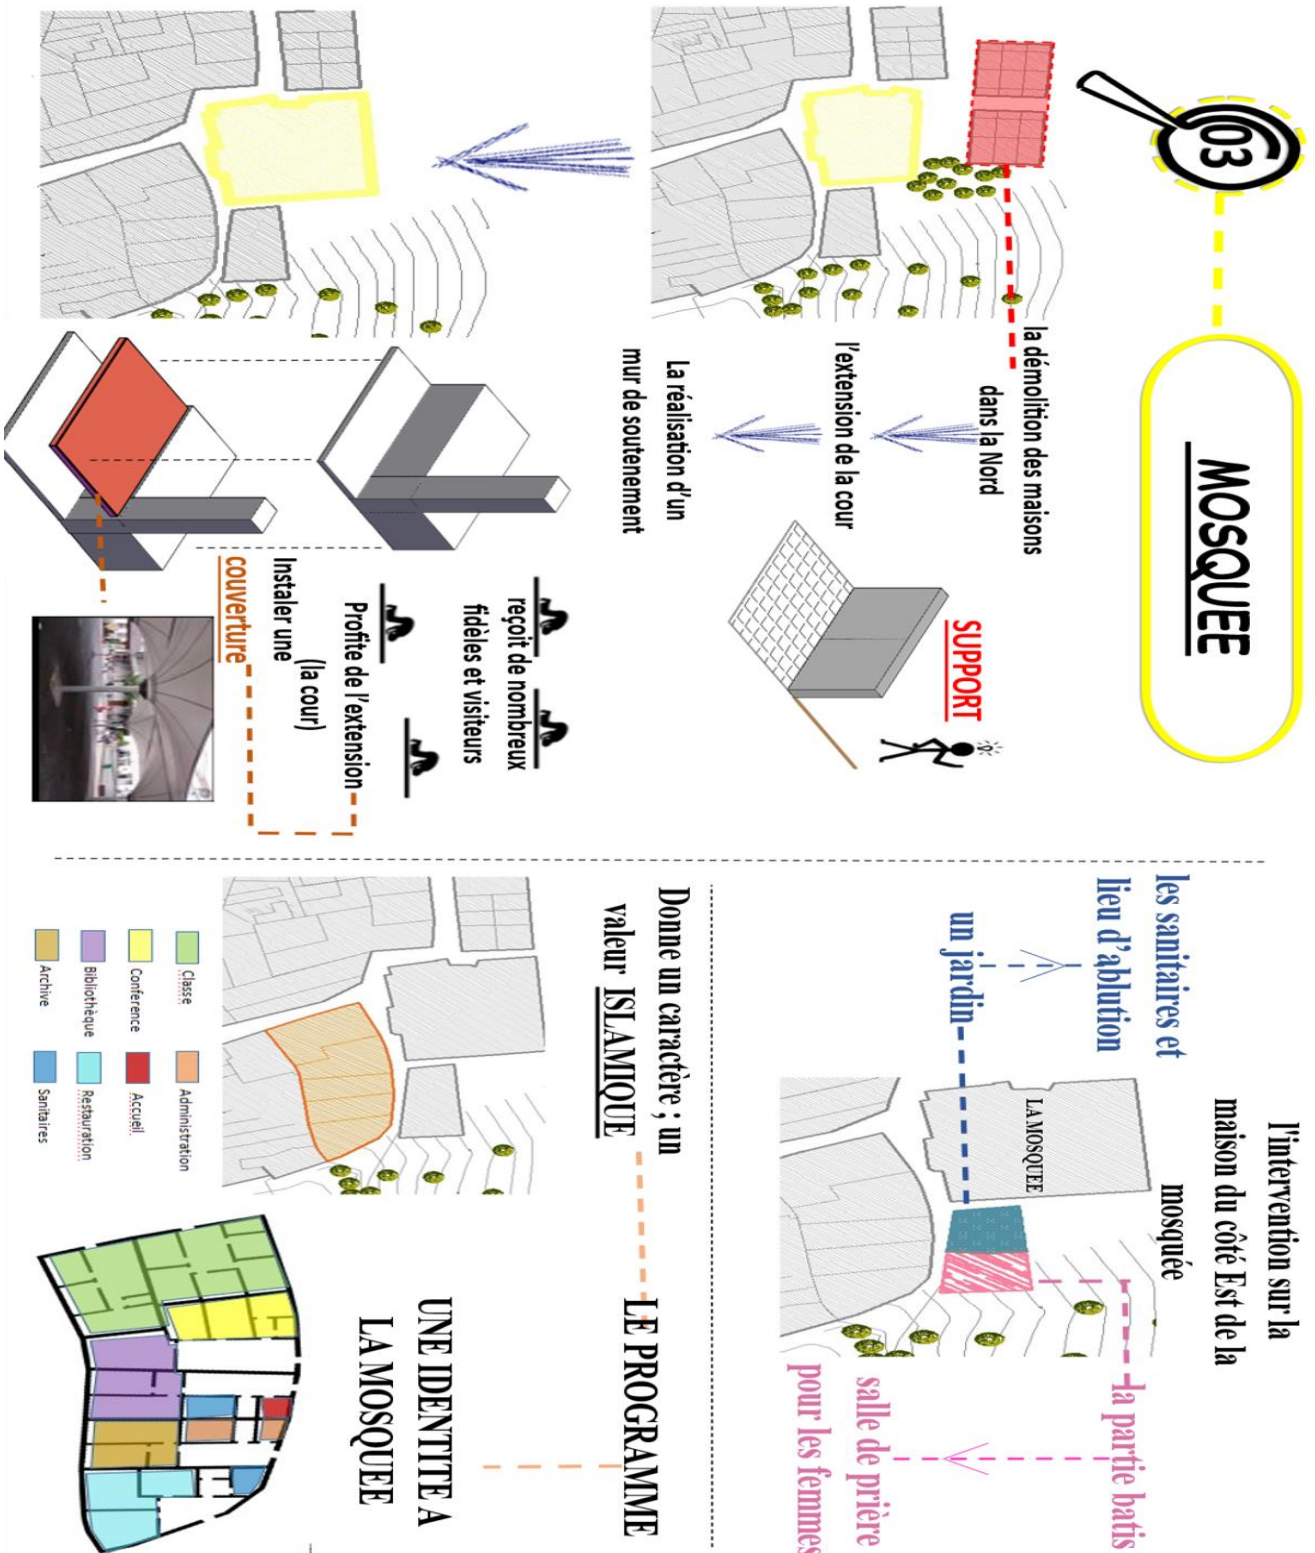 03
MOSQUEE
la démolition des maisons
dans la Nord
l'extension de la cour
La réalisation d'un
mur de soutenement
SUPPORT
reçoit de nombreux
fidèles et visiteurs
Profite de l'extension
(la cour)
Instaler une
couverture
l'intervention sur la
maison du côté Est de la
mosquée
les sanitaires et
lieu d'ablution
un jardin
LA MOSQUEE
la partie batis
salle de prière
pour les femmes
Donne un caractère ; un
valeur ISLAMIQUE
LE PROGRAMME
UNE IDENTITE A
LA MOSQUEE
Classe
Administration
Conference
Accueil
Bibliothèque
Restauration
Archive
Sanitaires